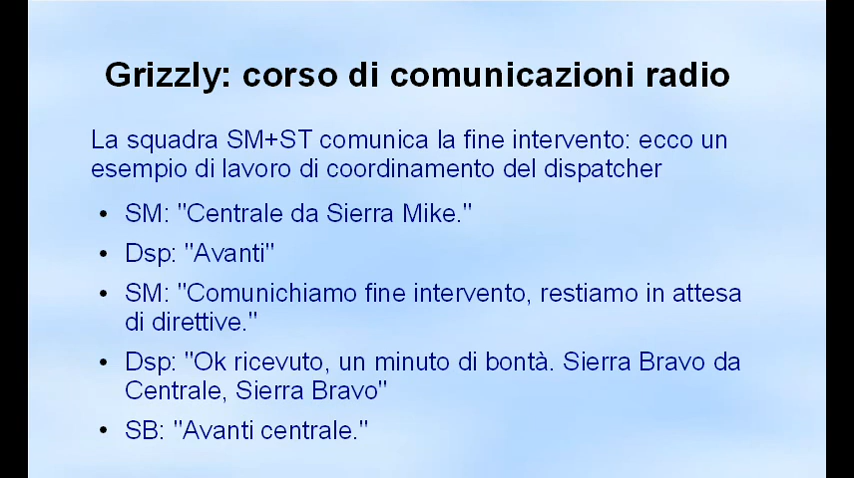 Grizzly: corso di comunicazioni radio
La squadra SM+ST comunica la fine intervento: ecco un
esempio di lavoro di coordinamento del dispatcher
• SM: "Centrale da Sierra Mike."
• Dsp: "Avanti"
• SM: "Comunichiamo fine intervento, restiamo in attesa
di direttive."
• Dsp: "Ok ricevuto, un minuto di bontà. Sierra Bravo da
Centrale, Sierra Bravo"
• SB: "Avanti centrale."